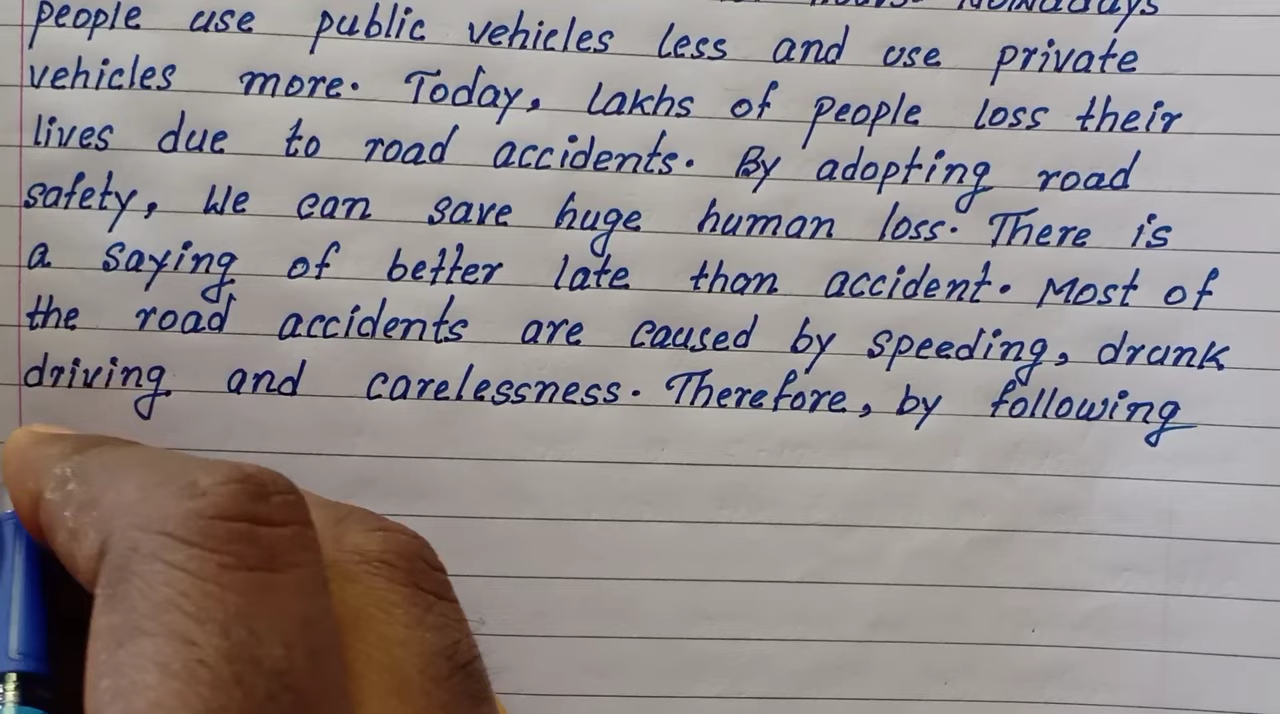 Nowadays
people use public vehicles less and use private
vehicles more. Today, lakhs of people loss their
lives due to road accidents. By adopting road
safety, We can save huge human loss. There is
a saying of better late than accident. Most of
the road accidents are caused by speeding, drunk
driving and carelessness. Therefore, by following